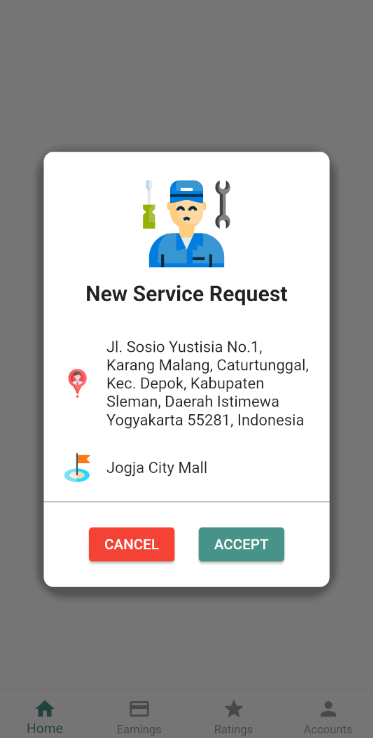 New Service Request
Jl. Sosio Yustisia No.1,
Karang Malang, Caturtunggal,
Kec. Depok, Kabupaten
Sleman, Daerah Istimewa
Yogyakarta 55281, Indonesia
Jogja City Mall
CANCEL
ACCEPT
Home
Earnings
Ratings
Accounts